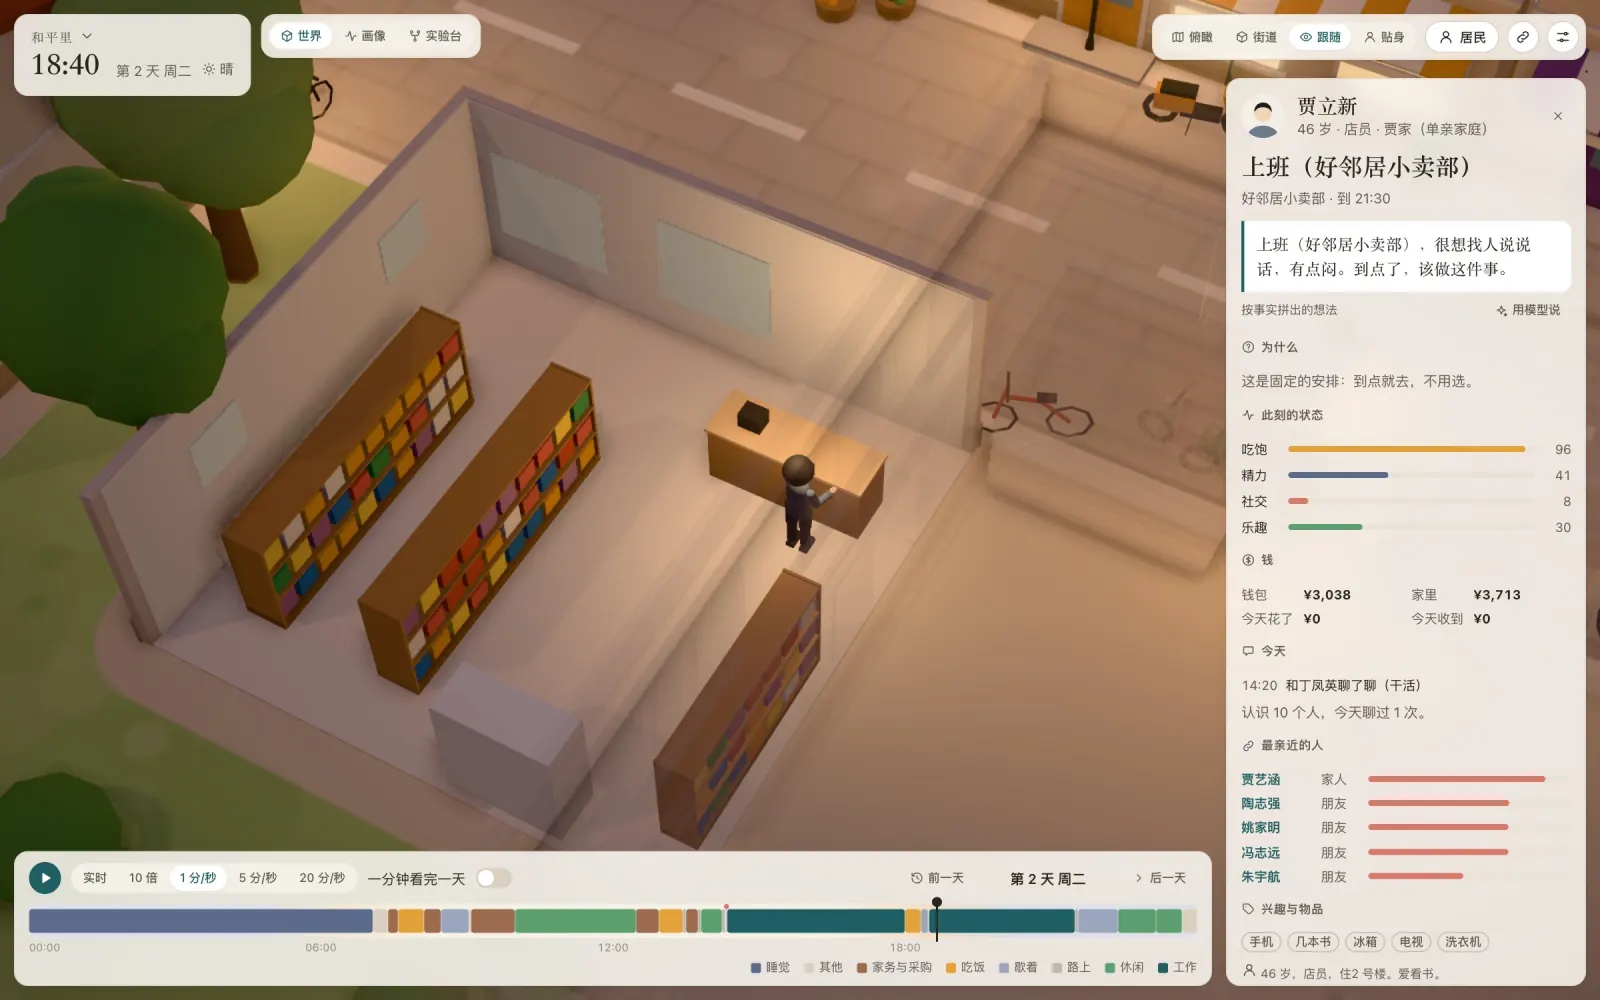 和平里
18:40 第 2 天 周二 晴
世界 画像 实验台
俯瞰 街道 跟随 贴身 居民
贾立新
46 岁 · 店员 · 贾家（单亲家庭）
上班（好邻居小卖部）
好邻居小卖部 · 到 21:30
上班（好邻居小卖部），很想找人说说
话，有点闷。到点了，该做这件事。
按事实拼出的想法 用模型说
为什么
这是固定的安排：到点就去，不用选。
此刻的状态
吃饱 96
精力 41
社交 8
乐趣 30
钱
钱包 ¥3,038 家里 ¥3,713
今天花了 ¥0 今天收到 ¥0
今天
14:20 和丁凤英聊了聊（干活）
认识 10 个人，今天聊过 1 次。
最亲近的人
贾艺涵 家人
陶志强 朋友
姚家明 朋友
冯志远 朋友
朱宇航 朋友
兴趣与物品
手机 几本书 冰箱 电视 洗衣机
46 岁，店员，住2 号楼。爱看书。
实时 10 倍 1 分/秒 5 分/秒 20 分/秒 一分钟看完一天 前一天 第 2 天 周二 后一天
00:00 06:00 12:00 18:00
睡觉 其他 家务与采购 吃饭 歇着 路上 休闲 工作